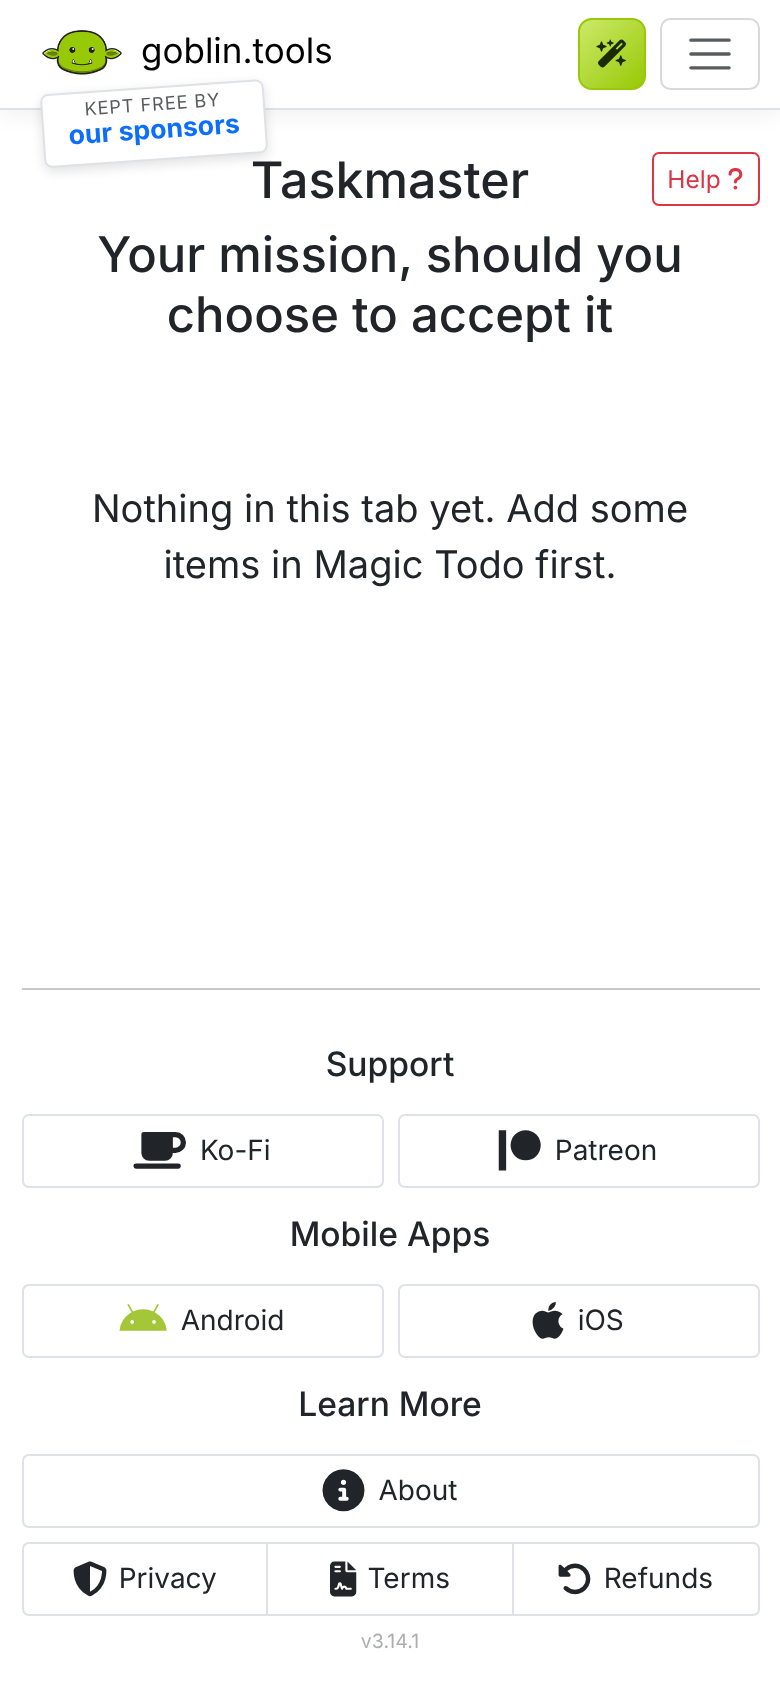 goblin.tools
KEPT FREE BY
our sponsors
Taskmaster
Help ?
Your mission, should you
choose to accept it
Nothing in this tab yet. Add some
items in Magic Todo first.
Support
Ko-Fi
Patreon
Mobile Apps
Android
iOS
Learn More
About
Privacy
Terms
Refunds
v3.14.1